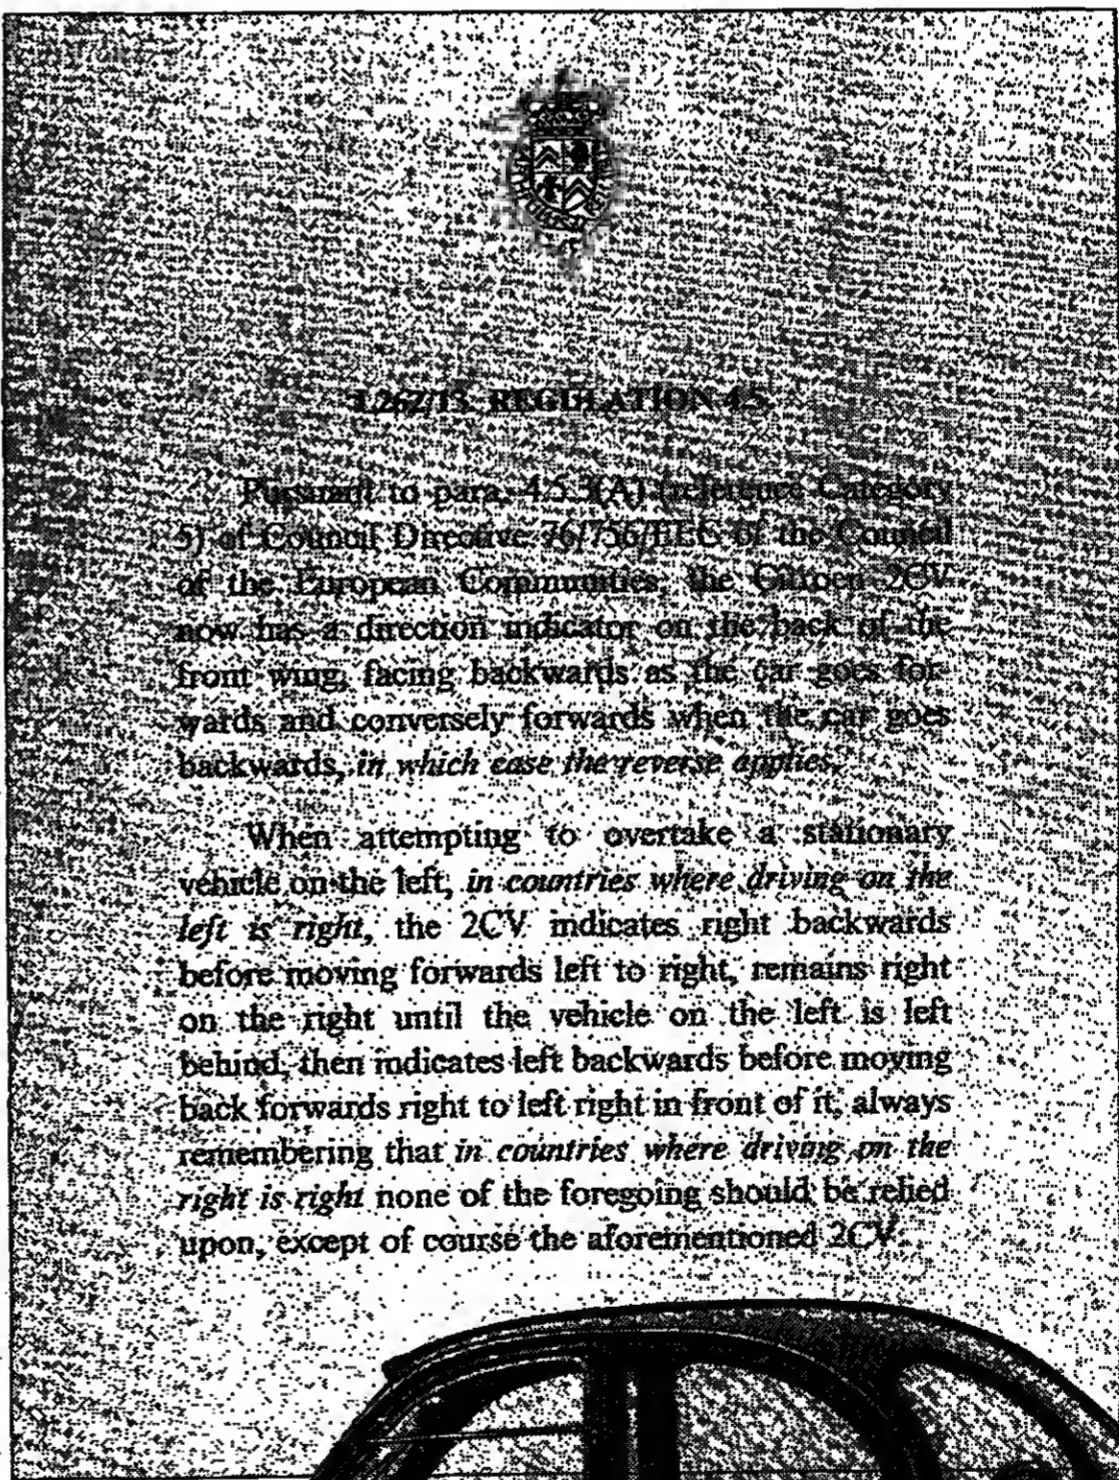 L262/13. REGULATION 4.5.
Pursuant to para. 4.5.3(A) (reference Category
5) of Council Directive 76/756/EEC of the Council
of the European Communities, the Citroen 2CV
now has a direction indicator on the back of the
front wing, facing backwards as the car goes for-
wards and conversely forwards when the car goes
backwards, in which case the reverse applies.
When attempting to overtake a stationary
vehicle on the left, in countries where driving on the
left is right, the 2CV indicates right backwards
before moving forwards left to right, remains right
on the right until the vehicle on the left is left
behind, then indicates left backwards before moving
back forwards right to left right in front of it, always
remembering that in countries where driving on the
right is right none of the foregoing should be relied
upon, except of course the aforementioned 2CV.